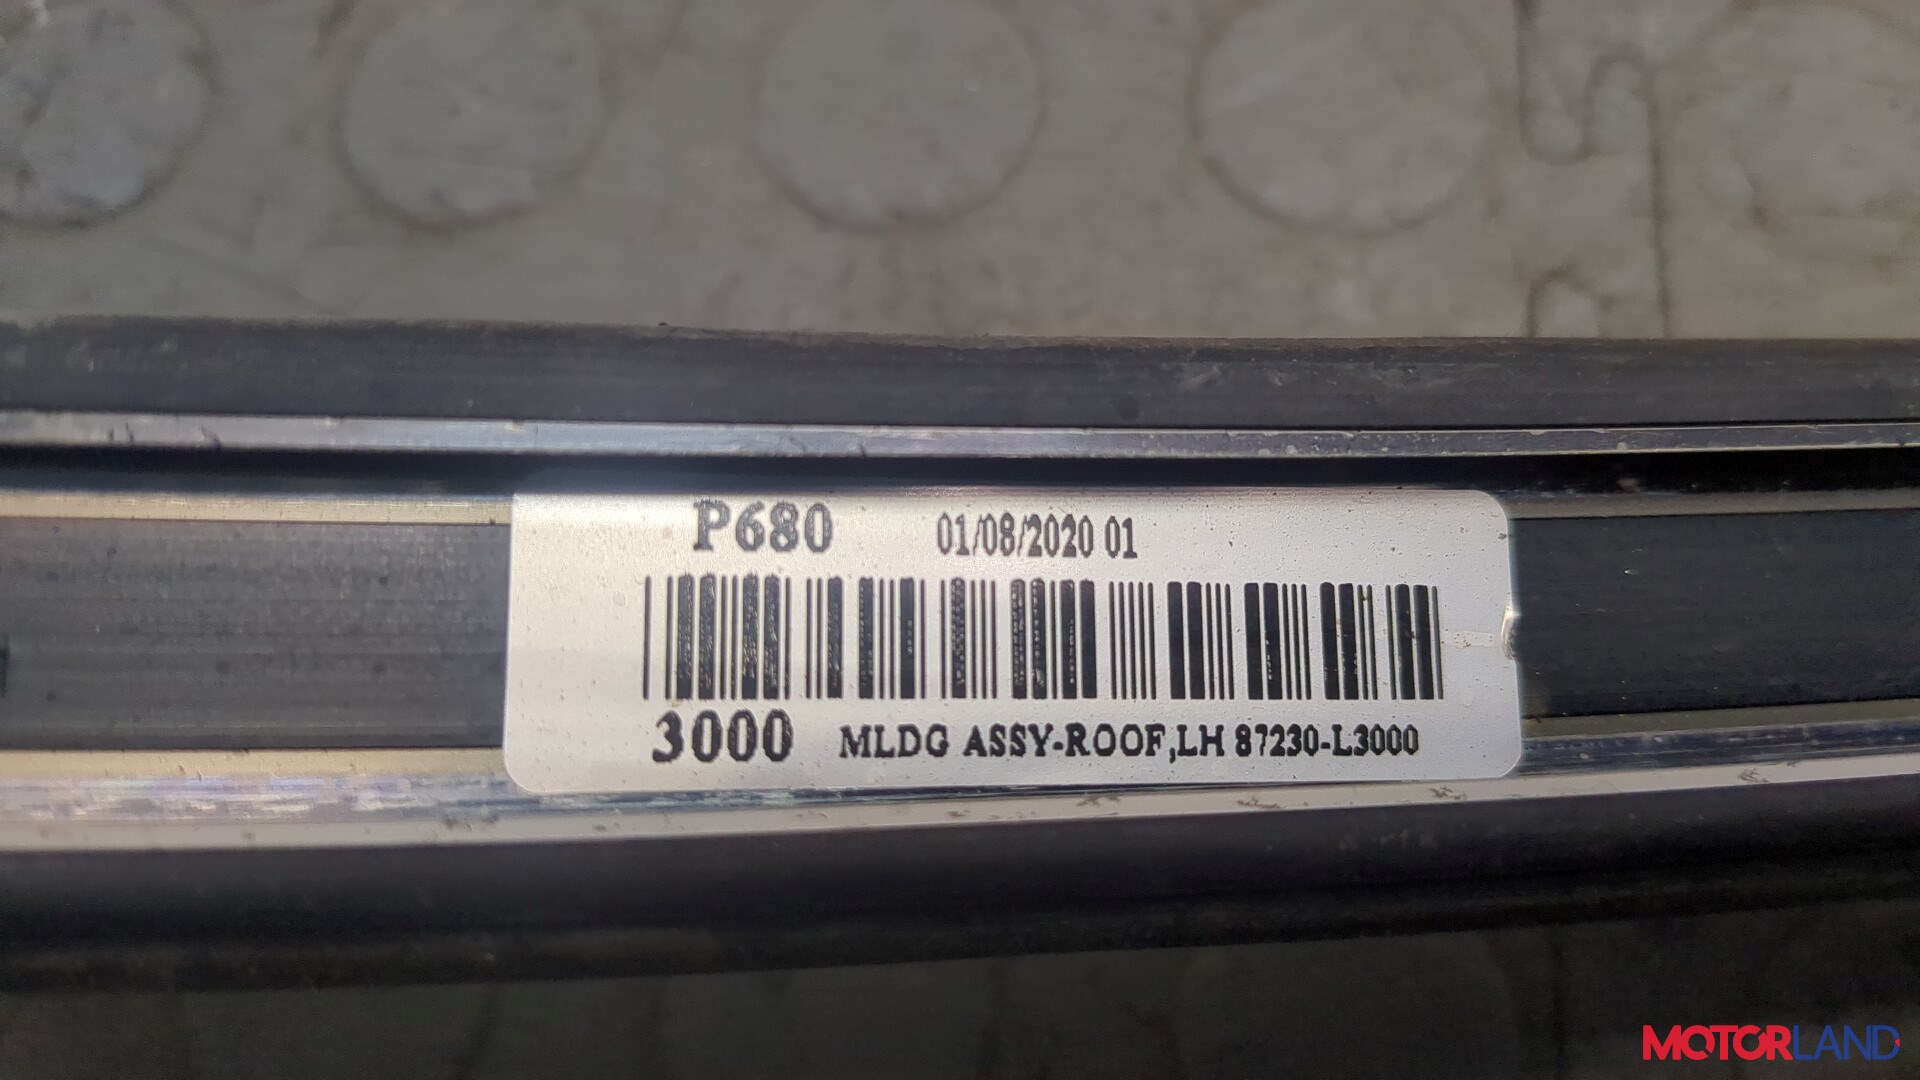 P680 01/08/2020 01
3000 MLDG ASSY-ROOF,LH 87230-L3000
MOTORLAND